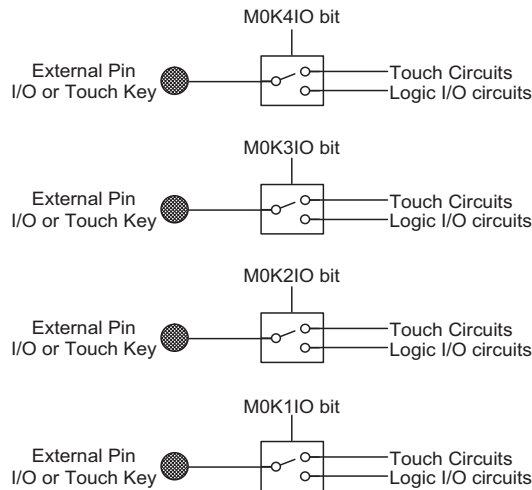 M0K4IO bit
External Pin
I/O or Touch Key
Touch Circuits
Logic I/O circuits
M0K3IO bit
External Pin
I/O or Touch Key
Touch Circuits
Logic I/O circuits
M0K2IO bit
External Pin
I/O or Touch Key
Touch Circuits
Logic I/O circuits
M0K1IO bit
External Pin
I/O or Touch Key
Touch Circuits
Logic I/O circuits